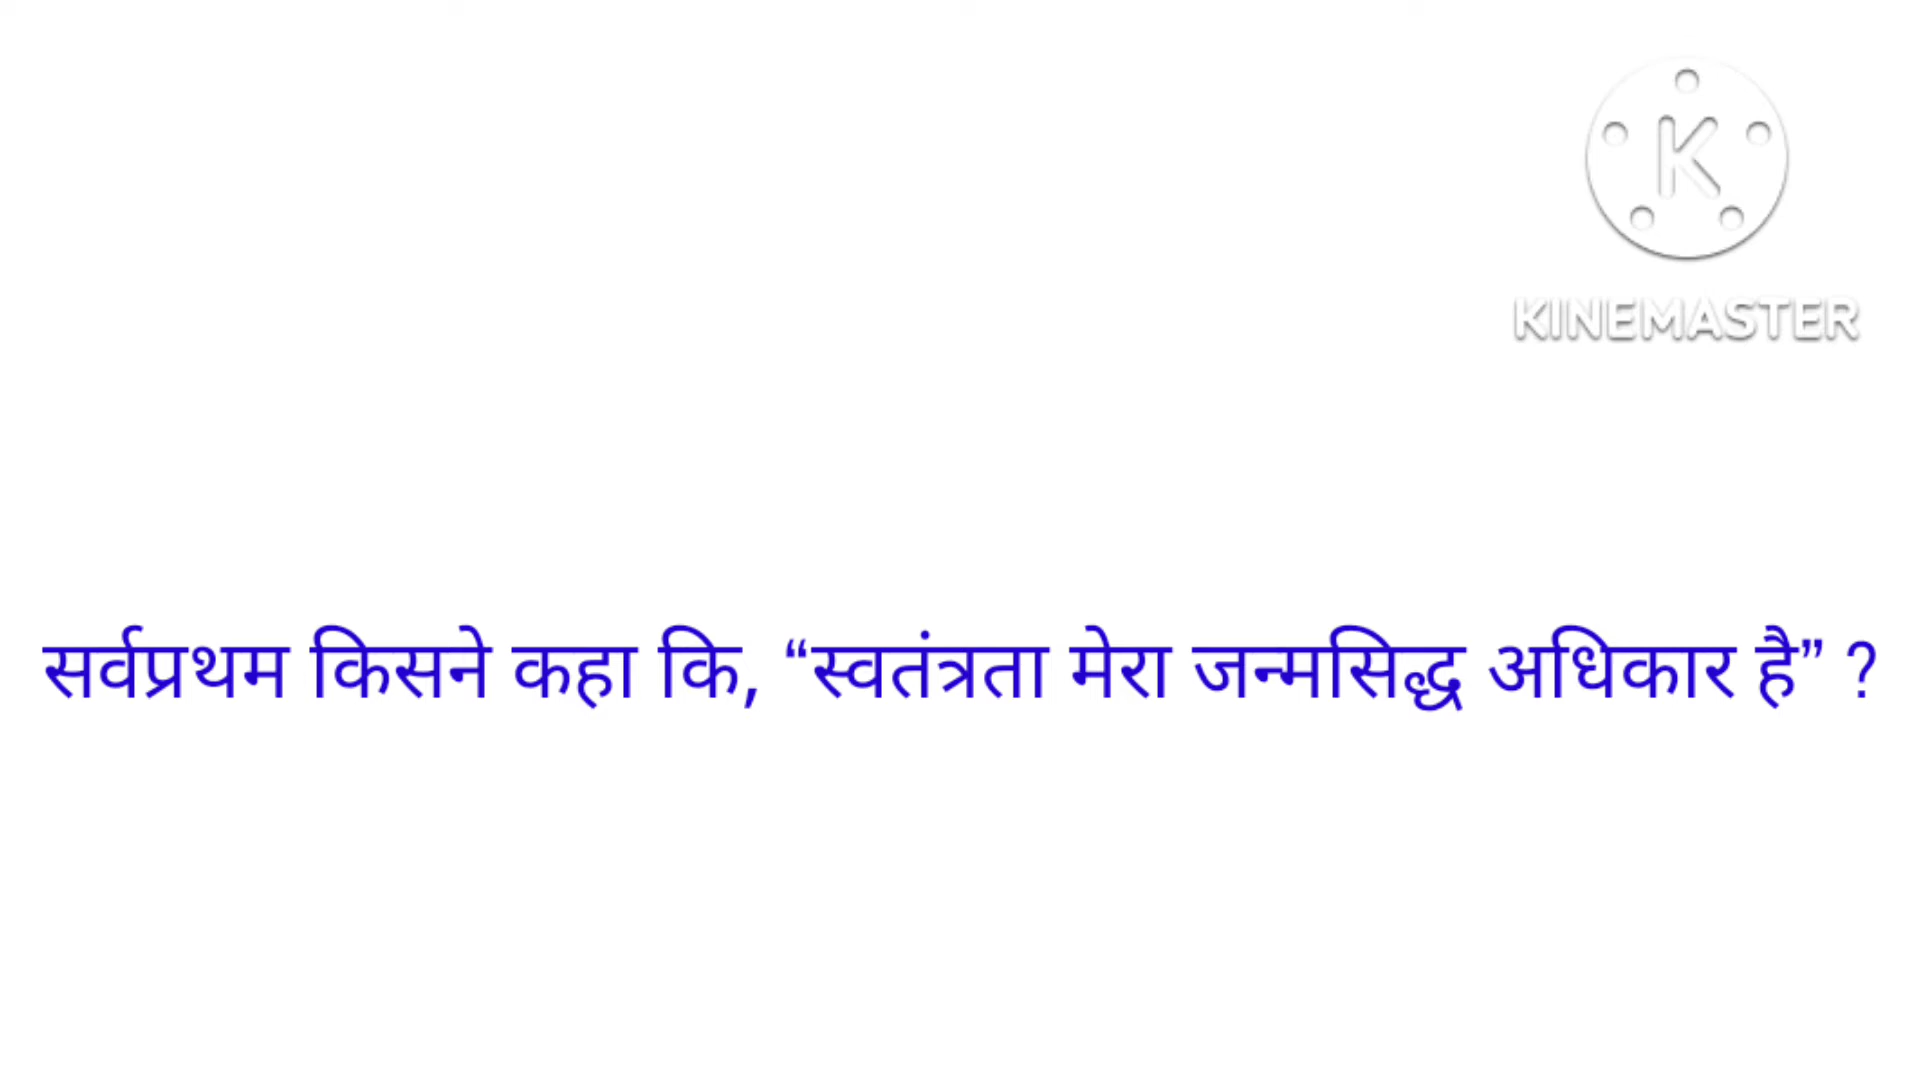 K
KINEMASTER
सर्वप्रथम किसने कहा कि, “स्वतंत्रता मेरा जन्मसिद्ध अधिकार है” ?